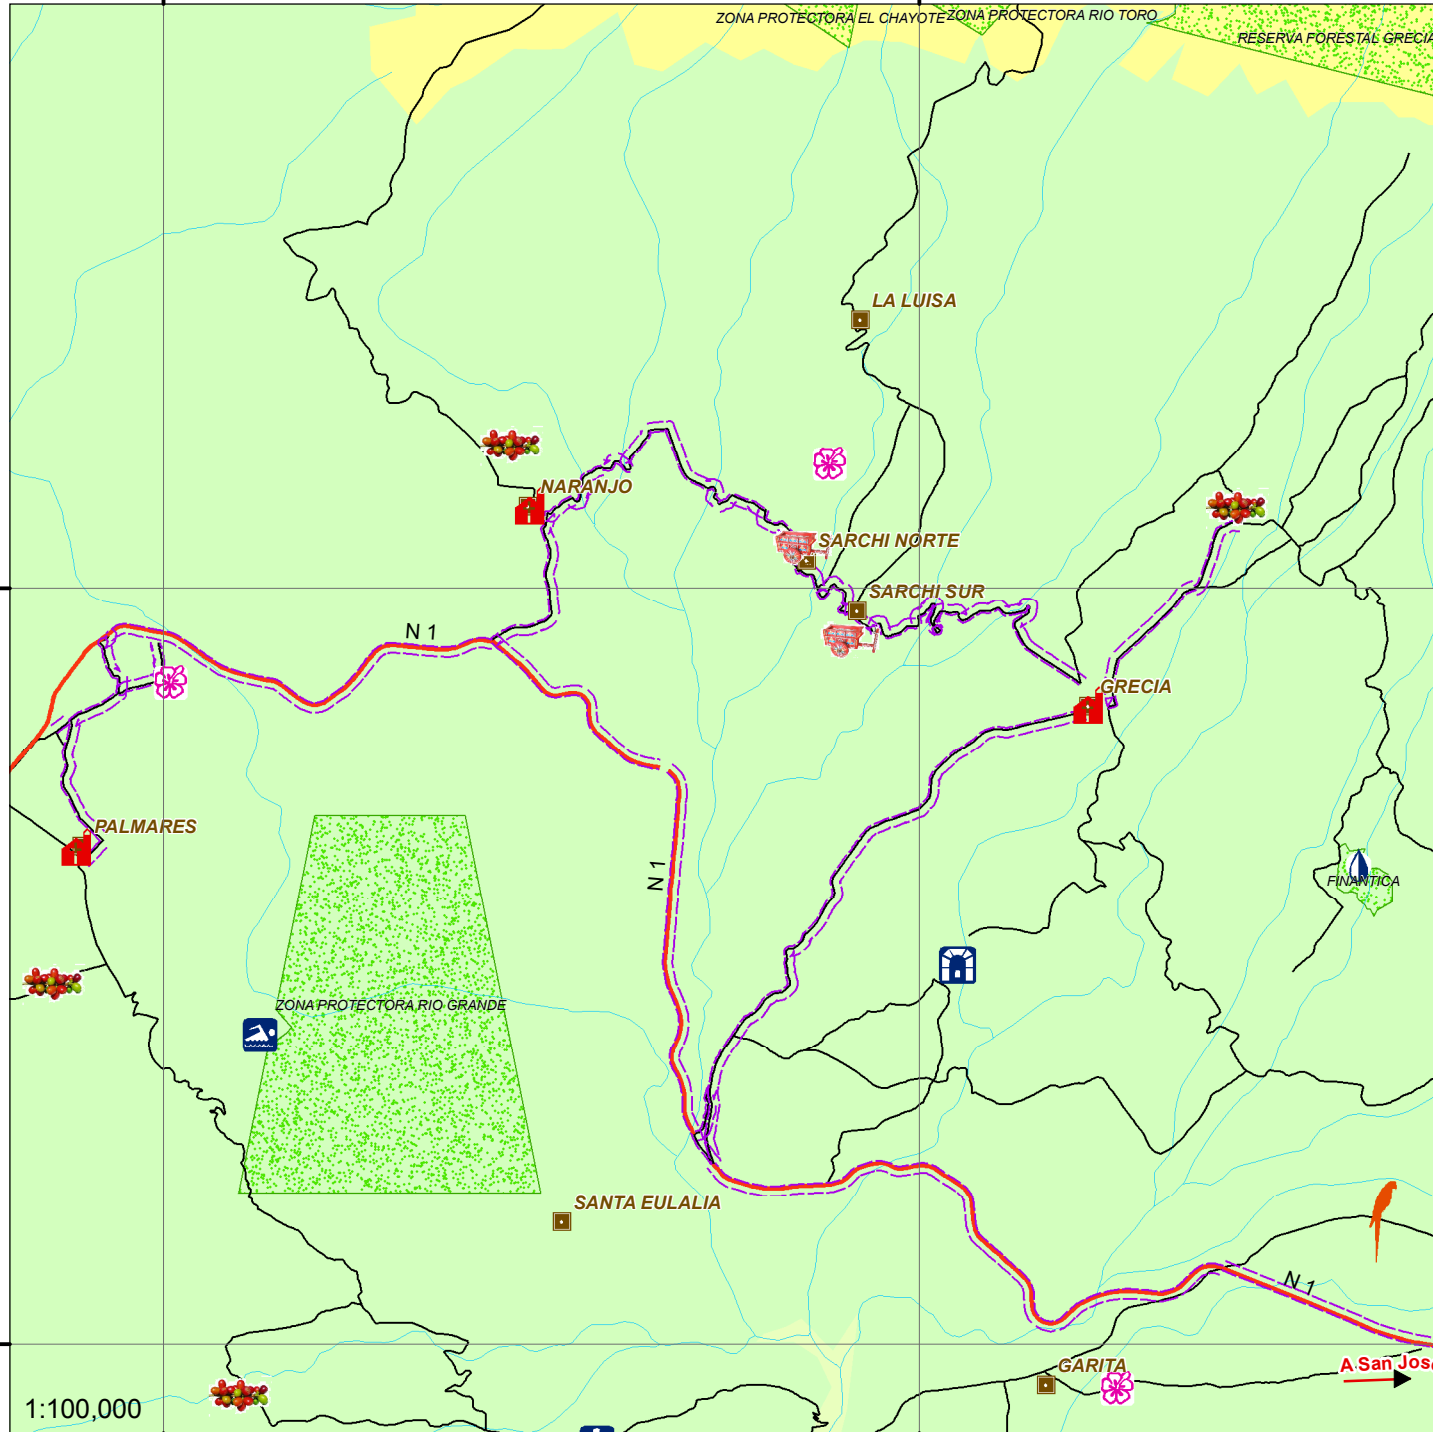 ZONA PROTECTORA EL CHAYOTE
ZONA PROTECTORA RIO TORO
RESERVA FORESTAL GRECIA
LA LUISA
NARANJO
SARCHI NORTE
SARCHI SUR
N 1
GRECIA
PALMARES
N 1
FINANTICA
ZONA PROTECTORA RIO GRANDE
SANTA EULALIA
N 1
GARITA
A San Jos
1:100,000